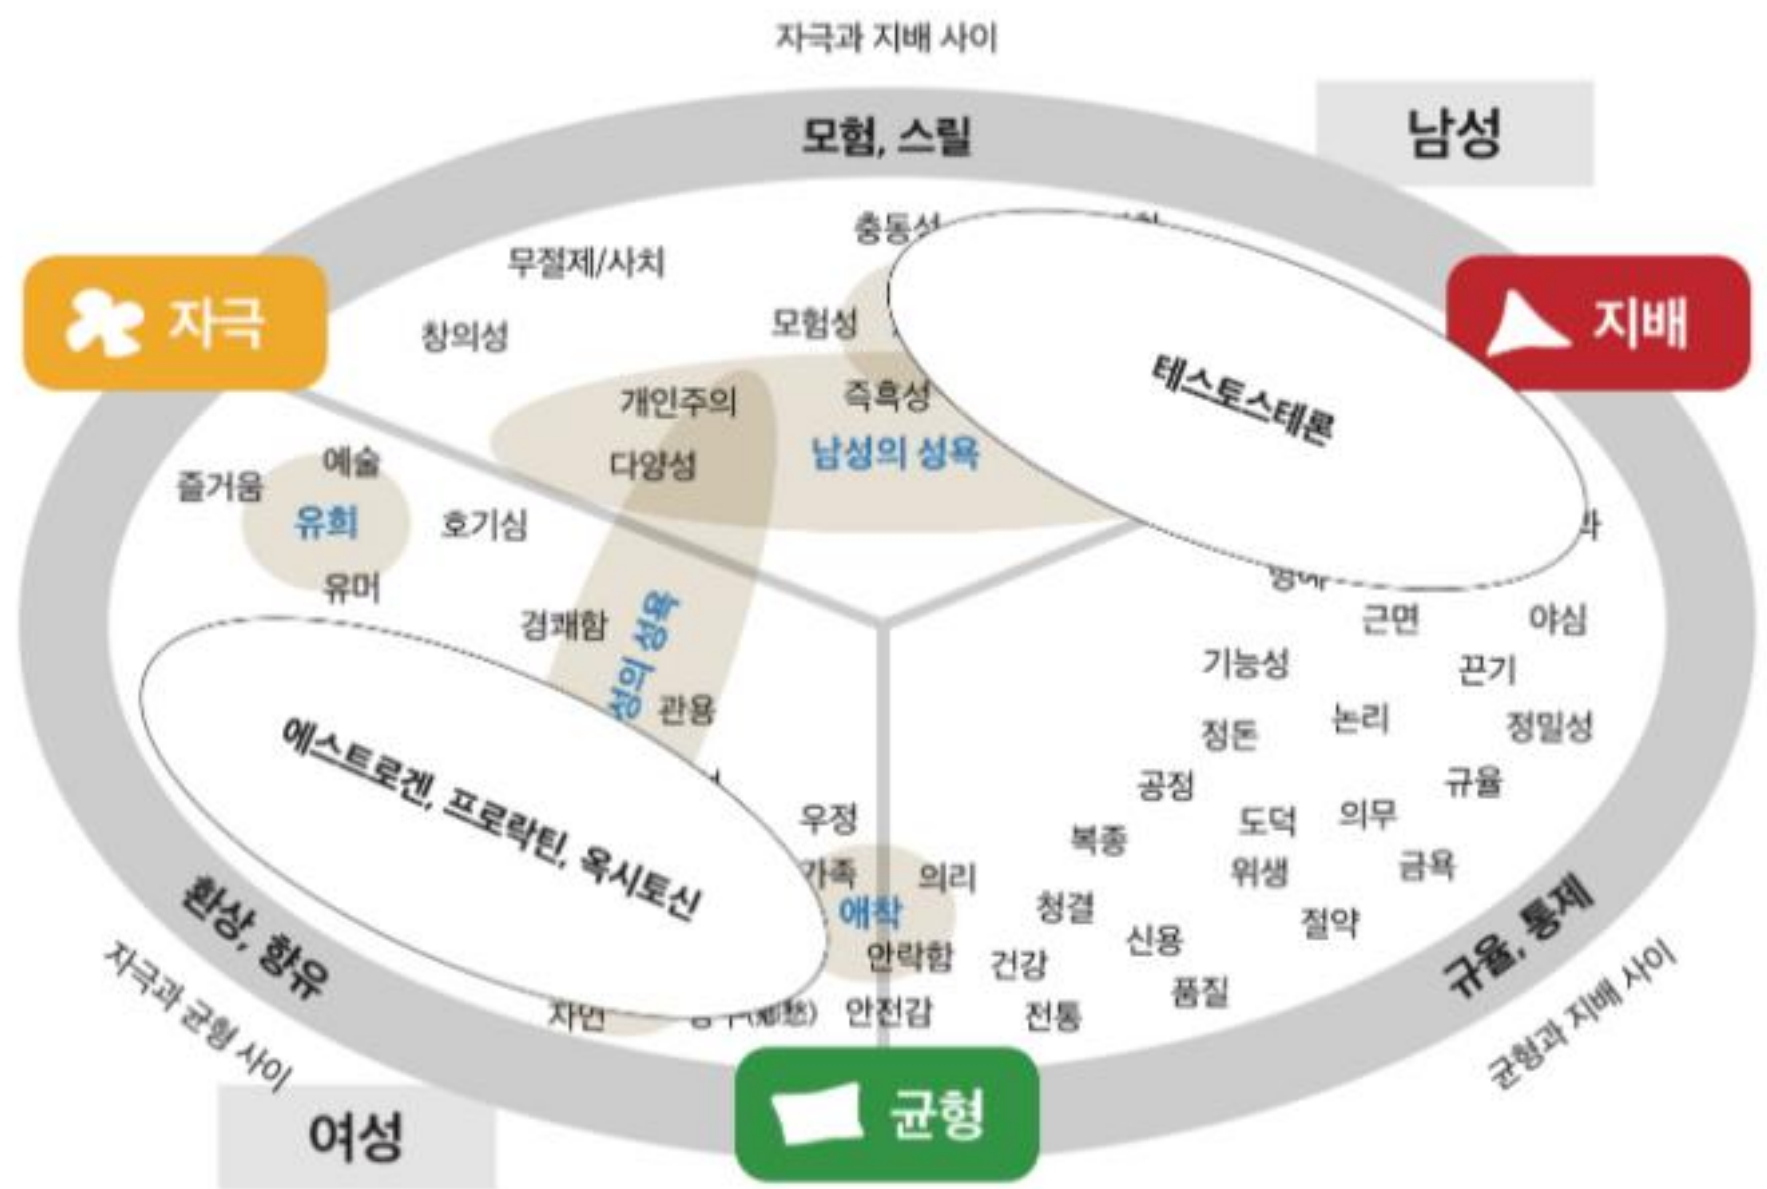 자극과 지배 사이
모험, 스릴
남성
자극
지배
무절제/사치
창의성
모험성
개인주의
즉흑성
다양성
남성의 성욕
테스토스테론
즐거움
예술
유희
호기심
유머
경쾌함
성의 성욕
관용
에스트로겐, 프로락틴, 옥시토신
우정
가족
의리
애착
안락함
안전감
자연
근면
야심
기능성
끈기
정돈
논리
정밀성
공정
규율
복종
도덕
의무
위생
금욕
청결
신용
절약
건강
품질
전통
환상, 향유
자극과 균형 사이
규율, 통제
균형과 지배 사이
여성
균형